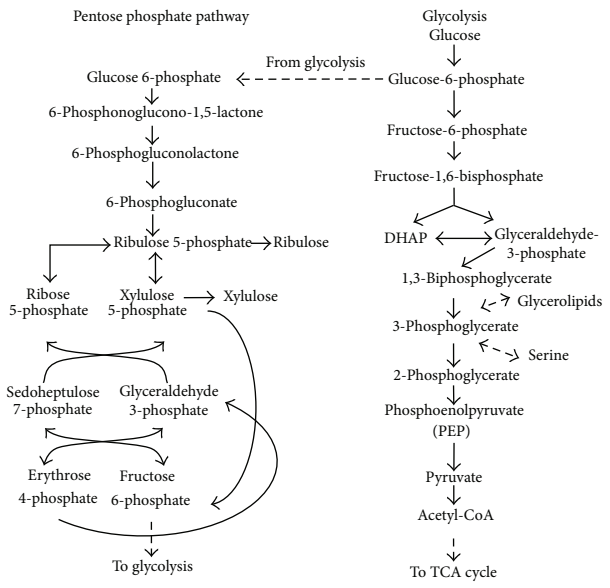 Pentose phosphate pathway
Glucose 6-phosphate
6-Phosphonoglucono-1,5-lactone
6-Phosphogluconolactone
6-Phosphogluconate
Ribulose 5-phosphate
Ribulose
Ribose
5-phosphate
Xylulose
5-phosphate
Xylulose
Sedoheptulose
7-phosphate
Glyceraldehyde
3-phosphate
Erythrose
4-phosphate
Fructose
6-phosphate
To glycolysis
From glycolysis
Glycolysis
Glucose
Glucose-6-phosphate
Fructose-6-phosphate
Fructose-1,6-bisphosphate
DHAP
Glyceraldehyde-
3-phosphate
1,3-Biphosphoglycerate
Glycerolipids
3-Phosphoglycerate
Serine
2-Phosphoglycerate
Phosphoenolpyruvate
(PEP)
Pyruvate
Acetyl-CoA
To TCA cycle